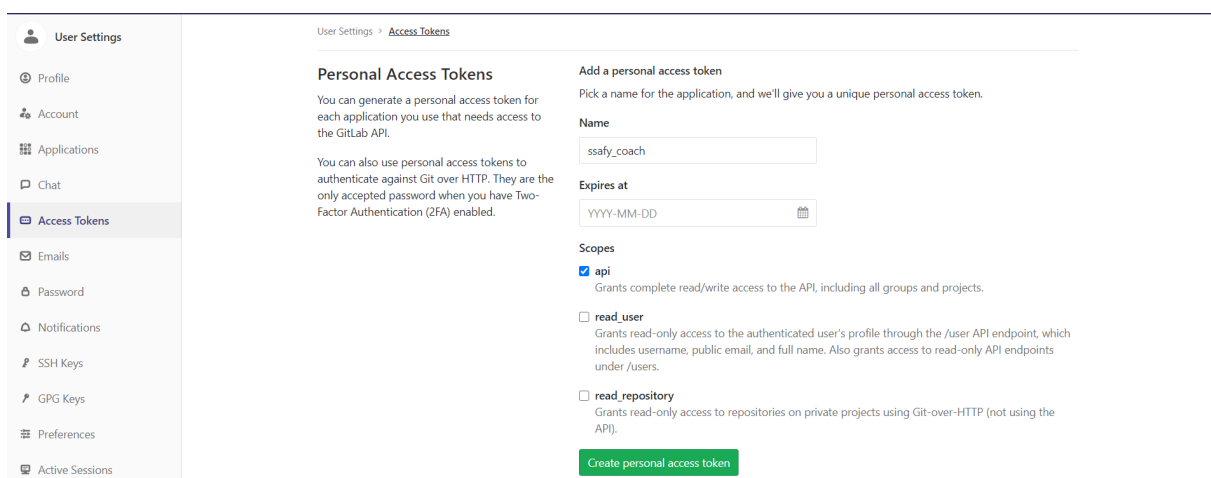 User Settings
Profile
Account
Applications
Chat
Access Tokens
Emails
Password
Notifications
SSH Keys
GPG Keys
Preferences
Active Sessions
User Settings > Access Tokens
Personal Access Tokens
You can generate a personal access token for
each application you use that needs access to
the GitLab API.
You can also use personal access tokens to
authenticate against Git over HTTP. They are the
only accepted password when you have Two-
Factor Authentication (2FA) enabled.
Add a personal access token
Pick a name for the application, and we'll give you a unique personal access token.
Name
ssafy_coach
Expires at
YYYY-MM-DD
Scopes
api
Grants complete read/write access to the API, including all groups and projects.
read_user
Grants read-only access to the authenticated user's profile through the /user API endpoint, which
includes username, public email, and full name. Also grants access to read-only API endpoints
under /users.
read_repository
Grants read-only access to repositories on private projects using Git-over-HTTP (not using the
API).
Create personal access token